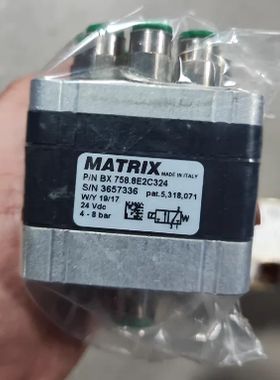 MATRIX MADE IN ITALY
P/N BX 758.8E2C324
S/N 3657336 pat.5,318,071
W/Y 19/17
24 Vdc
4 - 8 bar